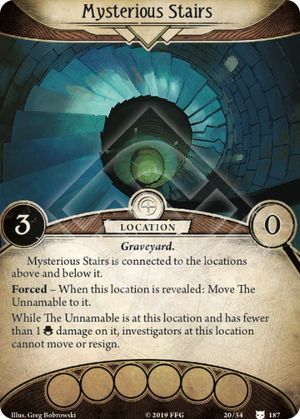 Mysterious Stairs
3
LOCATION
0
Graveyard.
Mysterious Stairs is connected to the locations
above and below it.
Forced – When this location is revealed: Move The
Unnamable to it.
While The Unnamable is at this location and has fewer
than 1 damage on it, investigators at this location
cannot move or resign.
Illus. Greg Bobrowski © 2019 FFG 20/34 187